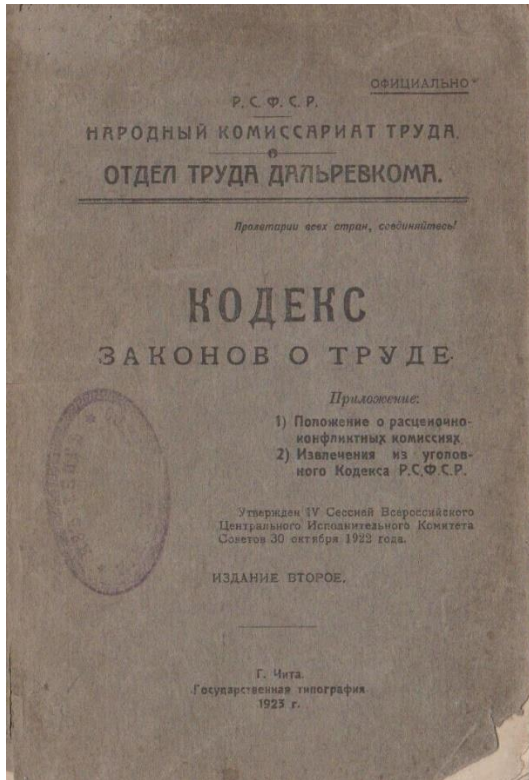 ОФИЦИАЛЬНО
Р. С. Ф. С. Р.
НАРОДНЫЙ КОМИССАРИАТ ТРУДА.
ОТДЕЛ ТРУДА ДАЛЬРЕВКОМА.
Пролетарии всех стран, соединяйтесь!
КОДЕКС
ЗАКОНОВ О ТРУДЕ
Приложение:
1) Положение о расценочно-
конфликтных комиссиях
2) Извлечения из уголов-
ного Кодекса Р.С.Ф.С.Р.
Утвержден IV Сессией Всероссийского
Центрального Исполнительного Комитета
Советов 30 октября 1922 года.
ИЗДАНИЕ ВТОРОЕ.
Г. Чита.
Государственная типография
1923 г.